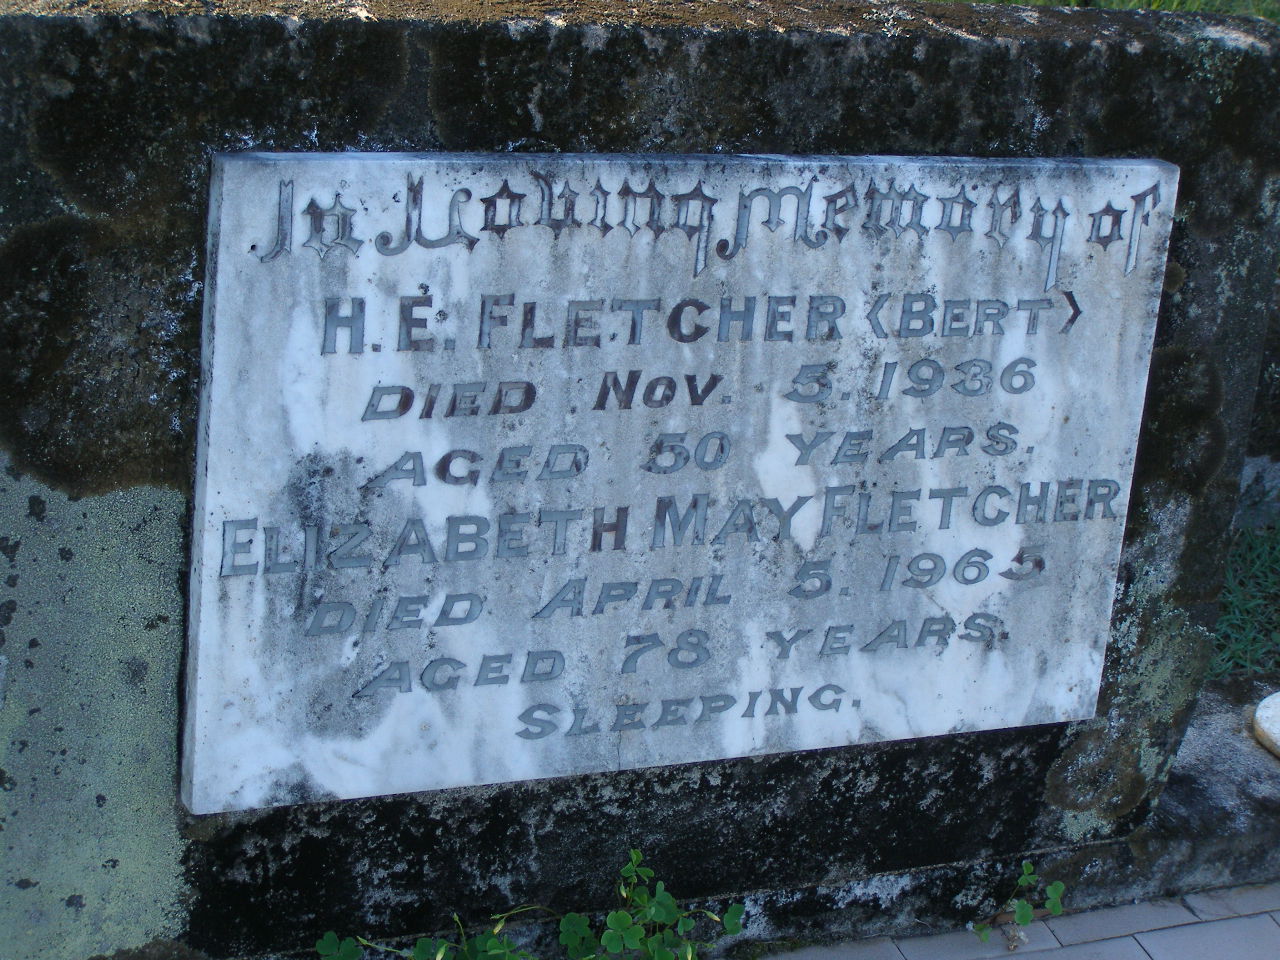 In Loving Memory of
H. E. FLETCHER <BERT>
DIED NOV. 5. 1936
AGED 50 YEARS.
ELIZABETH MAY FLETCHER
DIED APRIL 5. 1965
AGED 78 YEARS.
SLEEPING.